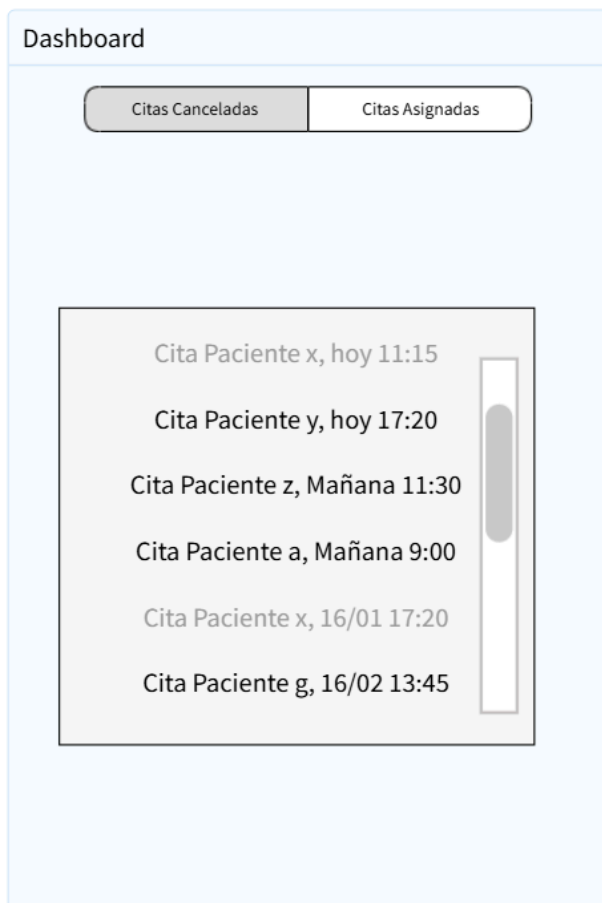 Dashboard
Citas Canceladas Citas Asignadas
Cita Paciente x, hoy 11:15
Cita Paciente y, hoy 17:20
Cita Paciente z, Mañana 11:30
Cita Paciente a, Mañana 9:00
Cita Paciente x, 16/01 17:20
Cita Paciente g, 16/02 13:45